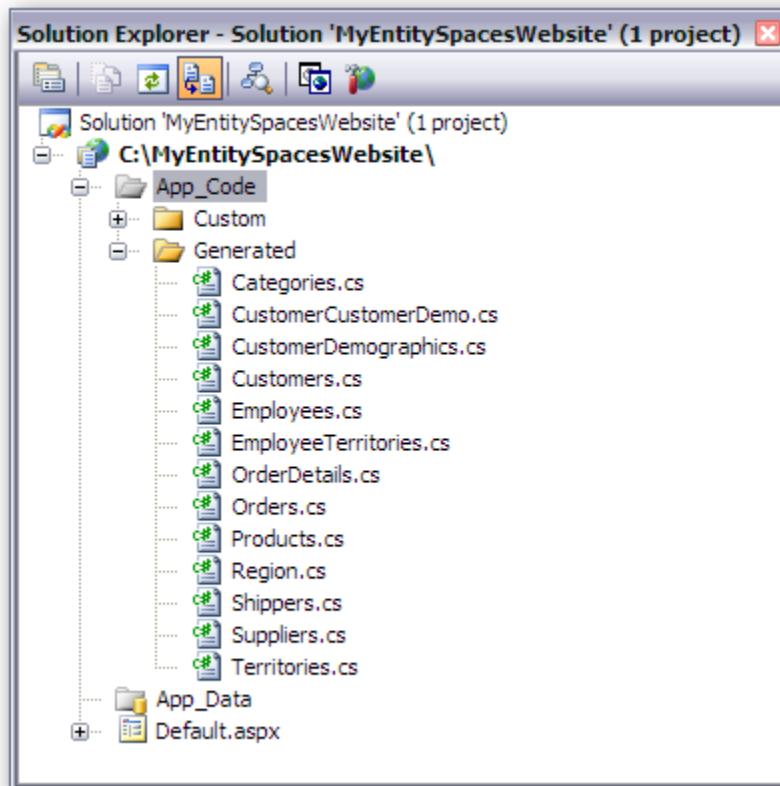 Solution Explorer - Solution 'MyEntitySpacesWebsite' (1 project)
Solution 'MyEntitySpacesWebsite' (1 project)
C:\MyEntitySpacesWebsite\
App_Code
Custom
Generated
Categories.cs
CustomerCustomerDemo.cs
CustomerDemographics.cs
Customers.cs
Employees.cs
EmployeeTerritories.cs
OrderDetails.cs
Orders.cs
Products.cs
Region.cs
Shippers.cs
Suppliers.cs
Territories.cs
App_Data
Default.aspx